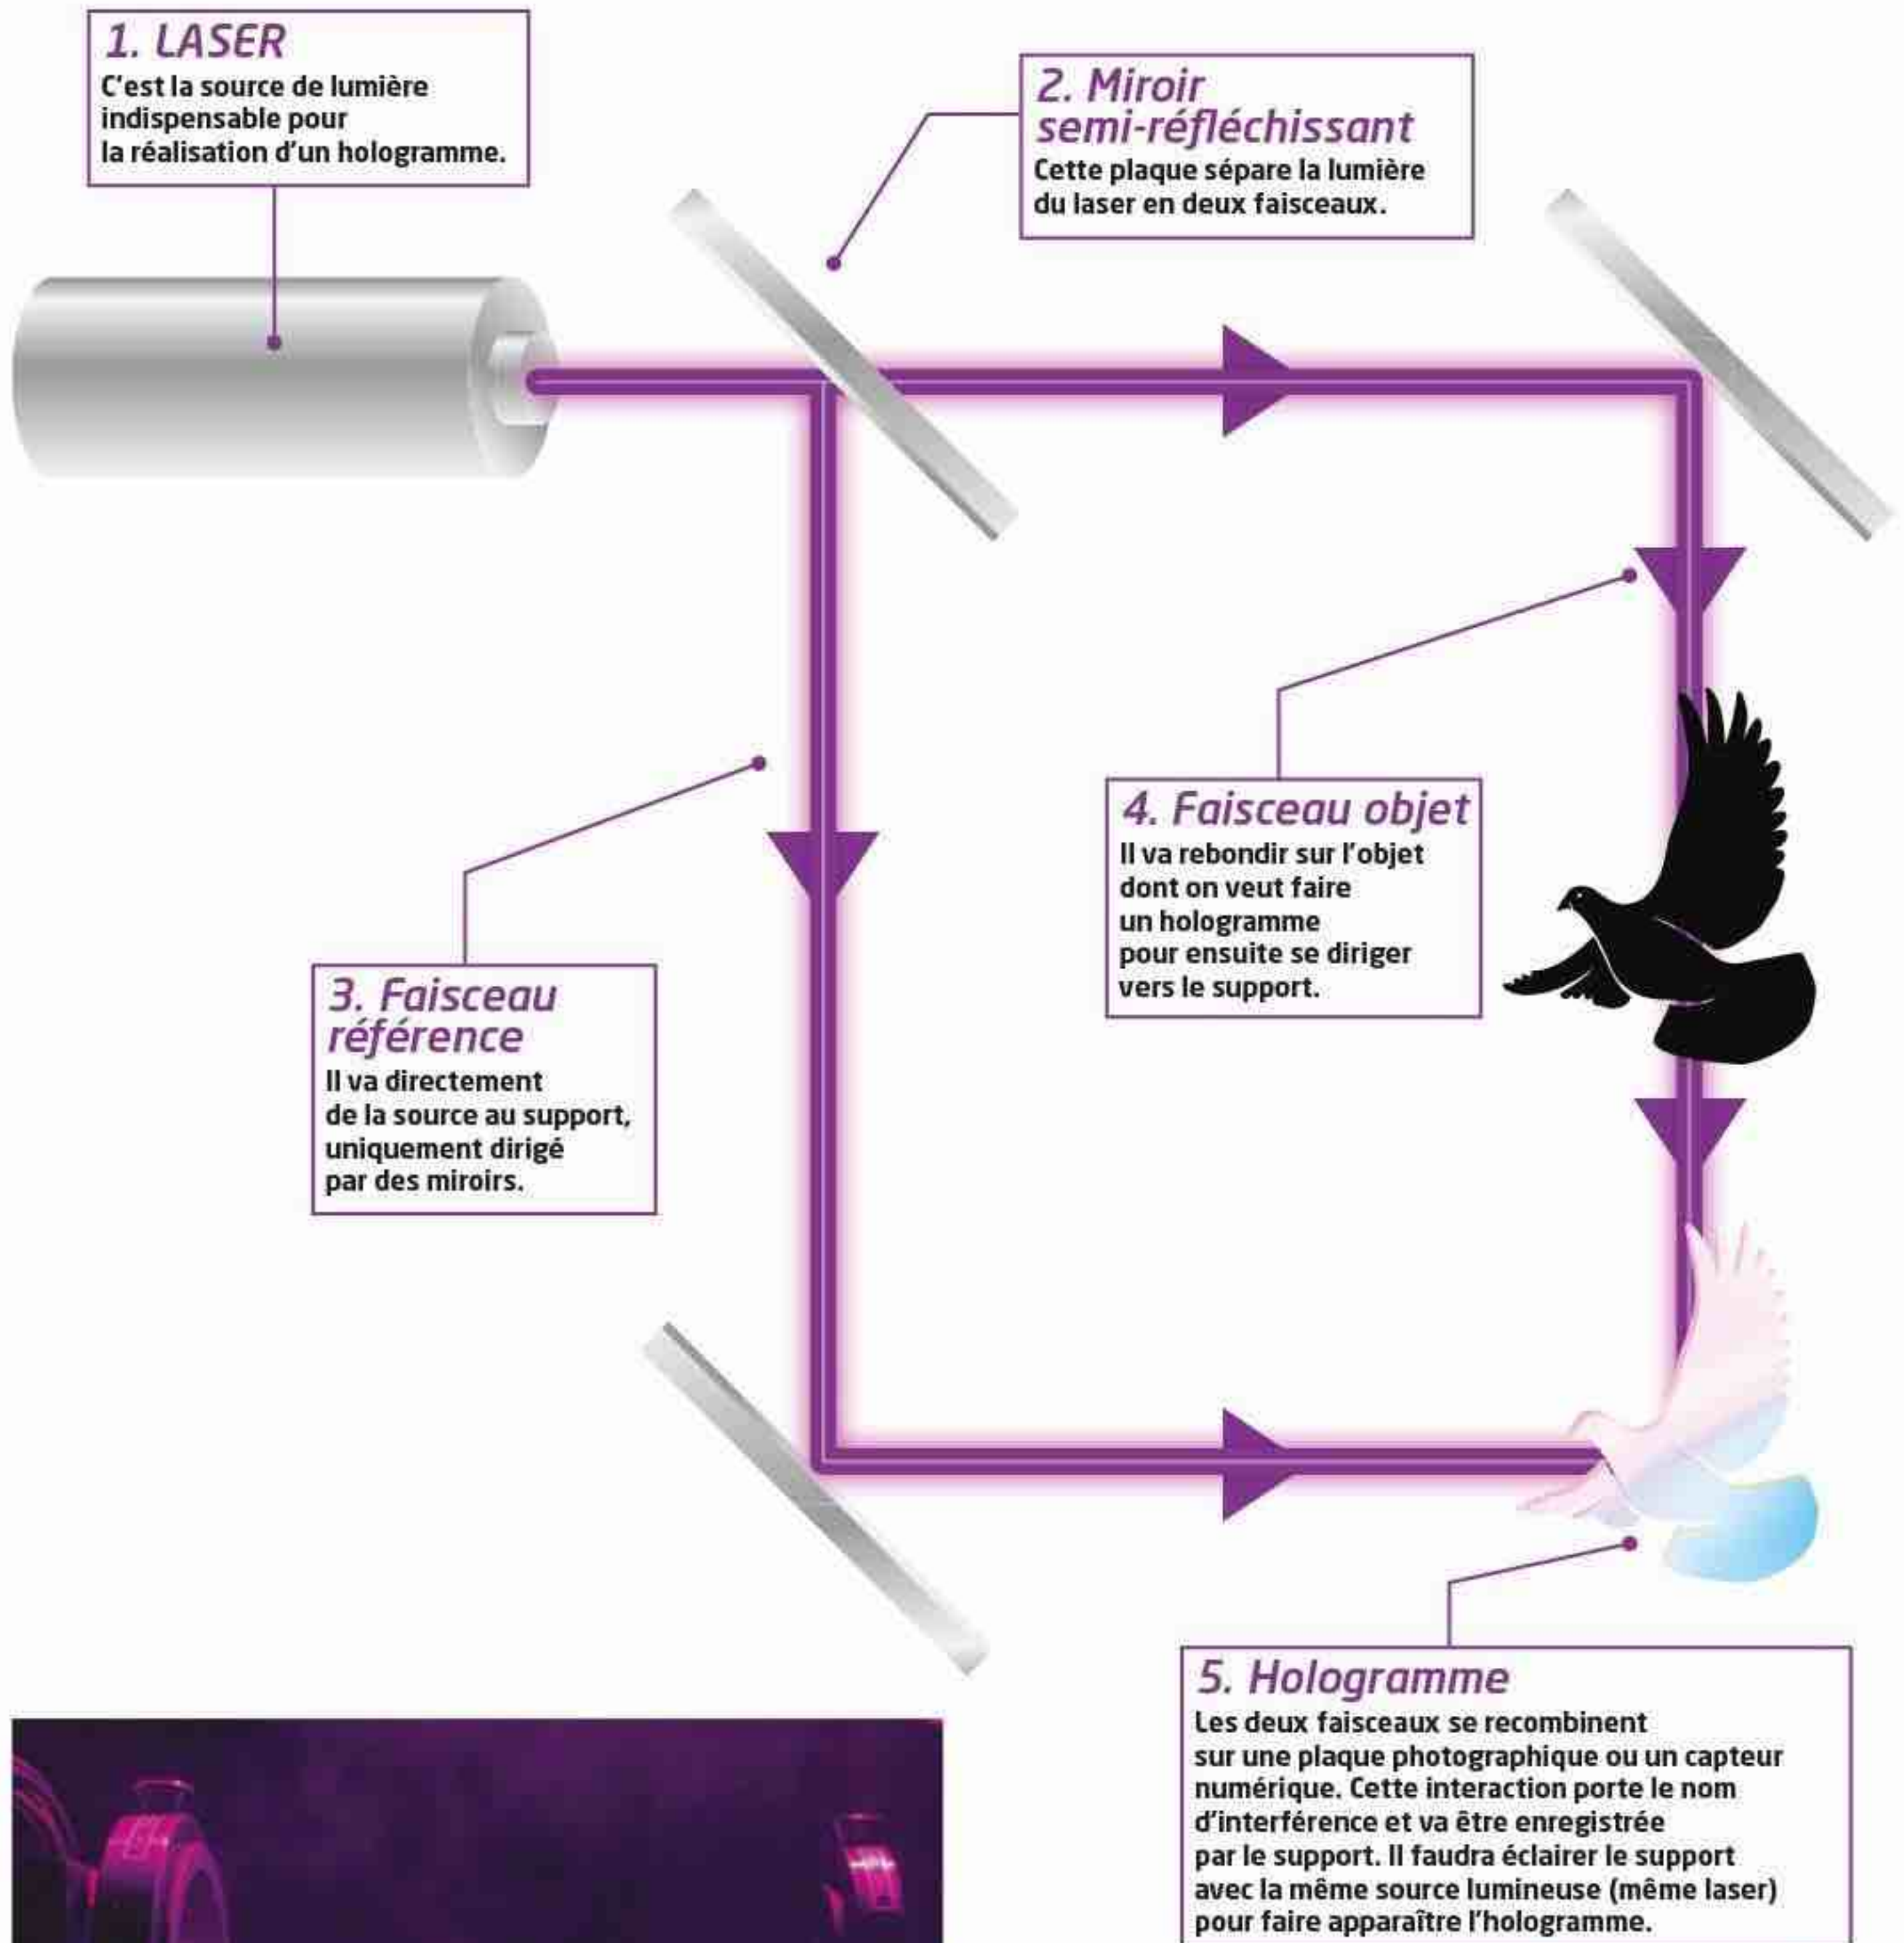 1. LASER
C'est la source de lumière
indispensable pour
la réalisation d'un hologramme.
2. Miroir
semi-réfléchissant
Cette plaque sépare la lumière
du laser en deux faisceaux.
3. Faisceau
référence
Il va directement
de la source au support,
uniquement dirigé
par des miroirs.
4. Faisceau objet
Il va rebondir sur l'objet
dont on veut faire
un hologramme
pour ensuite se diriger
vers le support.
5. Hologramme
Les deux faisceaux se recombinent
sur une plaque photographique ou un capteur
numérique. Cette interaction porte le nom
d'interférence et va être enregistrée
par le support. Il faudra éclairer le support
avec la même source lumineuse (même laser)
pour faire apparaître l'hologramme.